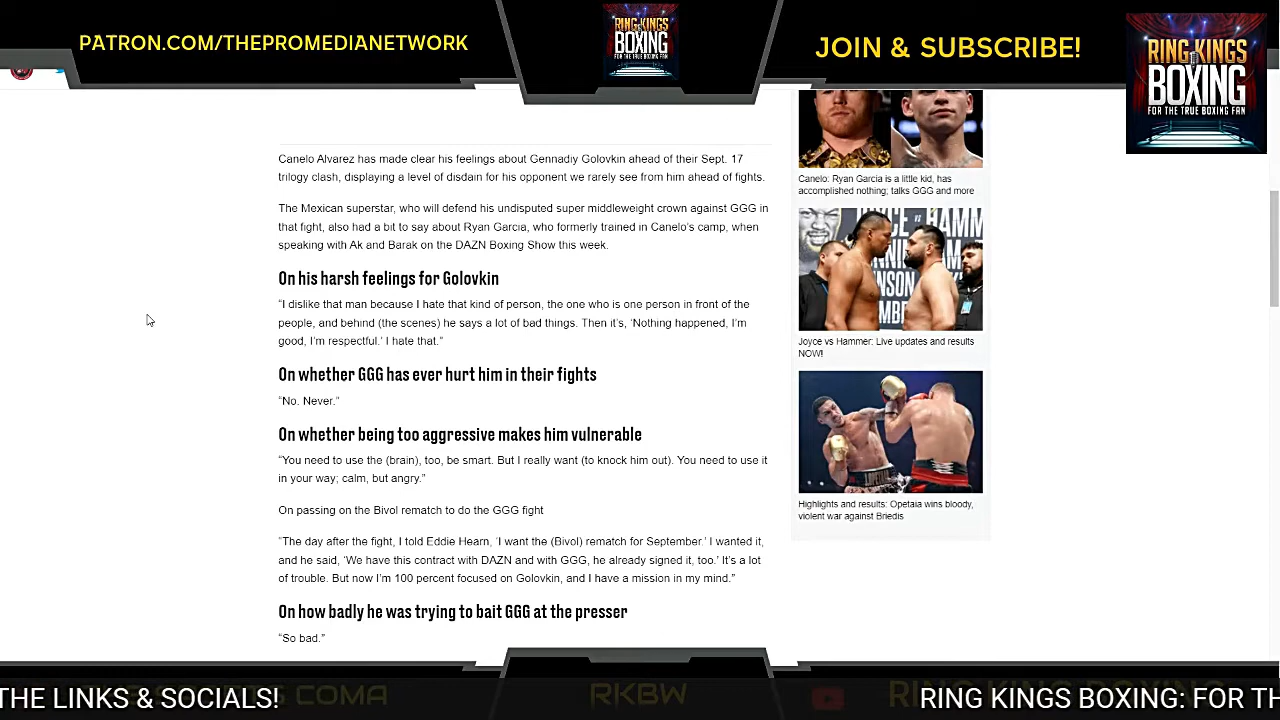 PATRON.COM/THEPROMEDIANETWORK
RING KINGS
BOXING
FOR THE TRUE BOXING FAN
JOIN & SUBSCRIBE!
RING KINGS
BOXING
FOR THE TRUE BOXING FAN
Canelo Alvarez has made clear his feelings about Gennadiy Golovkin ahead of their Sept. 17
trilogy clash, displaying a level of disdain for his opponent we rarely see from him ahead of fights.
The Mexican superstar, who will defend his undisputed super middleweight crown against GGG in
that fight, also had a bit to say about Ryan Garcia, who formerly trained in Canelo’s camp, when
speaking with Ak and Barak on the DAZN Boxing Show this week.
On his harsh feelings for Golovkin
“I dislike that man because I hate that kind of person, the one who is one person in front of the
people, and behind (the scenes) he says a lot of bad things. Then it’s, ‘Nothing happened, I’m
good, I’m respectful.’ I hate that.”
On whether GGG has ever hurt him in their fights
“No. Never.”
On whether being too aggressive makes him vulnerable
“You need to use the (brain), too, be smart. But I really want (to knock him out). You need to use it
in your way; calm, but angry.”
On passing on the Bivol rematch to do the GGG fight
“The day after the fight, I told Eddie Hearn, ‘I want the (Bivol) rematch for September.’ I wanted it,
and he said, ‘We have this contract with DAZN and with GGG, he already signed it, too.’ It’s a lot
of trouble. But now I’m 100 percent focused on Golovkin, and I have a mission in my mind.”
On how badly he was trying to bait GGG at the presser
“So bad.”
Canelo: Ryan Garcia is a little kid, has
accomplished nothing; talks GGG and more
Joyce vs Hammer: Live updates and results
NOW!
Highlights and results: Opetaia wins bloody,
violent war against Briedis
COMA
RKBW
THE LINKS & SOCIALS!
RING KINGS BOXING: FOR TH